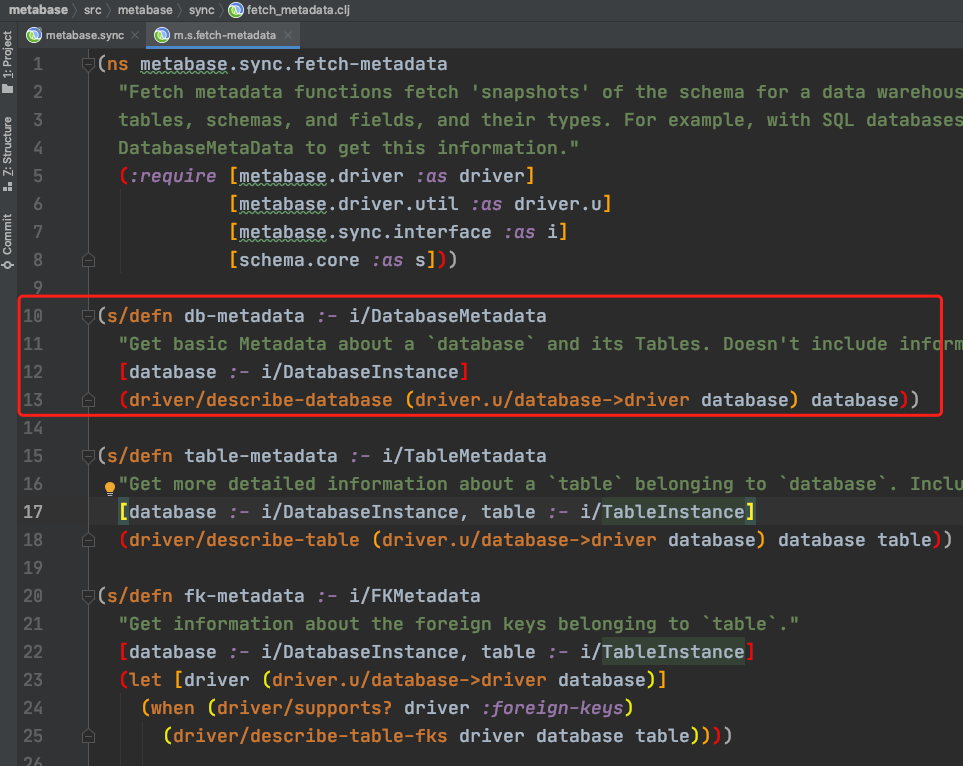 metabase src metabase sync fetch_metadata.clj
metabase.sync × m.s.fetch-metadata ×
1: Project
Z: Structure
Commit
1 (ns metabase.sync.fetch-metadata
2 "Fetch metadata functions fetch 'snapshots' of the schema for a data warehous
3 tables, schemas, and fields, and their types. For example, with SQL databases
4 DatabaseMetaData to get this information."
5 (:require [metabase.driver :as driver]
6 [metabase.driver.util :as driver.u]
7 [metabase.sync.interface :as i]
8 [schema.core :as s]))
9
10 (s/defn db-metadata :- i/DatabaseMetadata
11 "Get basic Metadata about a `database` and its Tables. Doesn't include inform
12 [database :- i/DatabaseInstance]
13 (driver/describe-database (driver.u/database->driver database) database))
14
15 (s/defn table-metadata :- i/TableMetadata
16 "Get more detailed information about a `table` belonging to `database`. Inclu
17 [database :- i/DatabaseInstance, table :- i/TableInstance]
18 (driver/describe-table (driver.u/database->driver database) database table))
19
20 (s/defn fk-metadata :- i/FKMetadata
21 "Get information about the foreign keys belonging to `table`."
22 [database :- i/DatabaseInstance, table :- i/TableInstance]
23 (let [driver (driver.u/database->driver database)]
24 (when (driver/supports? driver :foreign-keys)
25 (driver/describe-table-fks driver database table))))
26